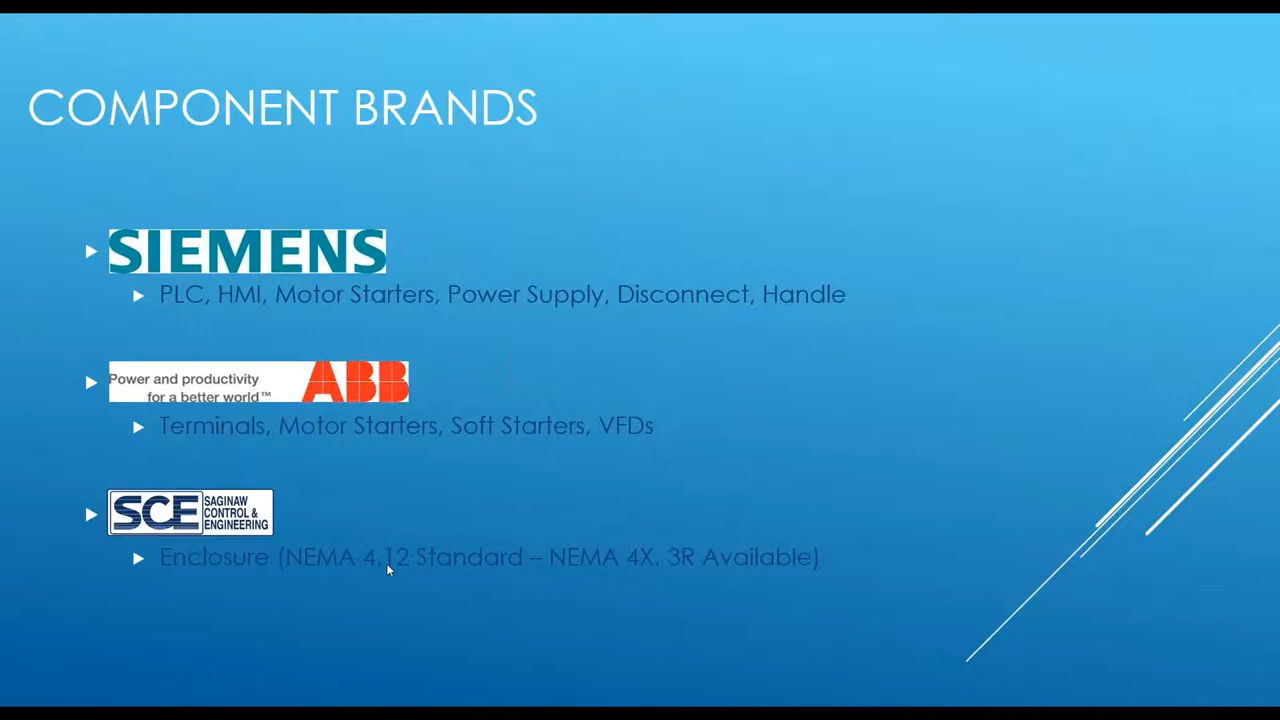 COMPONENT BRANDS
SIEMENS
PLC, HMI, Motor Starters, Power Supply, Disconnect, Handle
Power and productivity
for a better world™
ABB
Terminals, Motor Starters, Soft Starters, VFDs
SCE
SAGINAW
CONTROL &
ENGINEERING
Enclosure (NEMA 4,12 Standard – NEMA 4X, 3R Available)